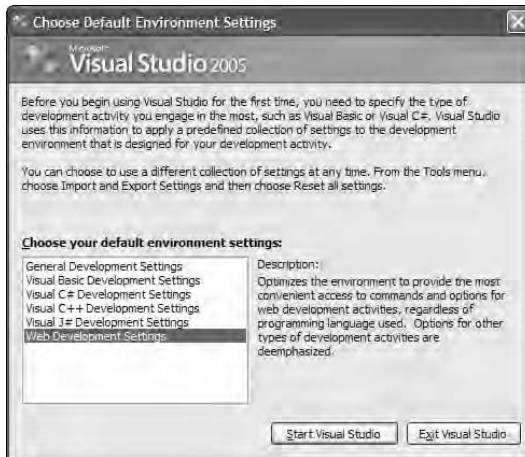 Choose Default Environment Settings
Microsoft
Visual Studio 2005
Before you begin using Visual Studio for the first time, you need to specify the type of
development activity you engage in the most, such as Visual Basic or Visual C#. Visual Studio
uses this information to apply a predefined collection of settings to the development
environment that is designed for your development activity.
You can choose to use a different collection of settings at any time. From the Tools menu,
choose Import and Export Settings and then choose Reset all settings.
Choose your default environment settings:
General Development Settings
Visual Basic Development Settings
Visual C# Development Settings
Visual C++ Development Settings
Visual J# Development Settings
Web Development Settings
Description:
Optimizes the environment to provide the most
convenient access to commands and options for
web development activities, regardless of
programming language used. Options for other
types of development activities are
deemphasized.
Start Visual Studio
Exit Visual Studio